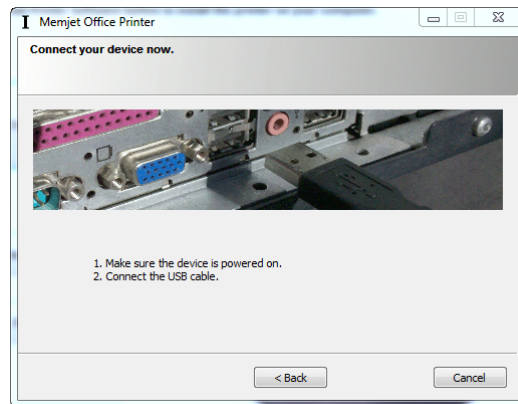 Memjet Office Printer
Connect your device now.
1. Make sure the device is powered on.
2. Connect the USB cable.
< Back
Cancel